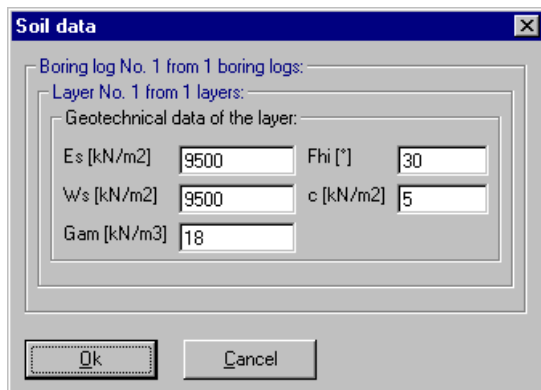 Soil data
Boring log No. 1 from 1 boring logs:
Layer No. 1 from 1 layers:
Geotechnical data of the layer:
Es [kN/m2] 9500 Fhi [°] 30
Ws [kN/m2] 9500 c [kN/m2] 5
Gam [kN/m3] 18
Ok Cancel